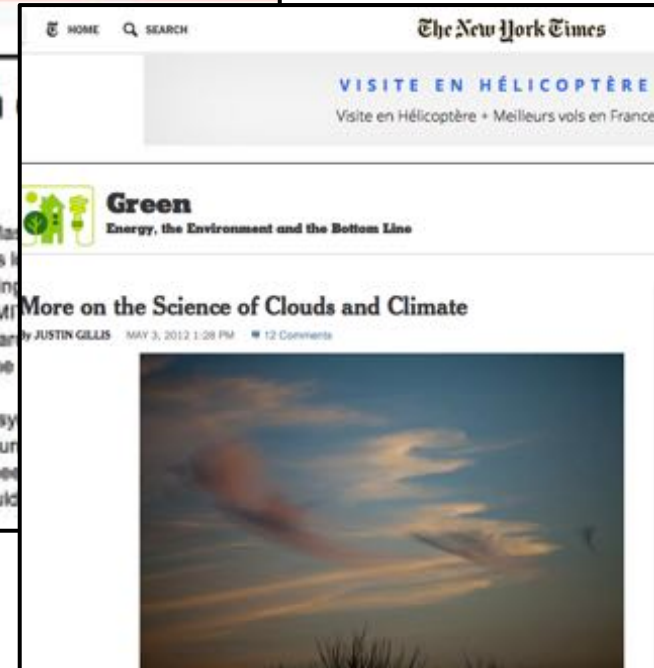 HOME SEARCH The New York Times
VISITE EN HÉLICOPTÈRE
Visite en Hélicoptère + Meilleurs vols en France
Green
Energy, the Environment and the Bottom Line
More on the Science of Clouds and Climate
By JUSTIN GILLIS MAY 3, 2012 1:28 PM 12 Comments